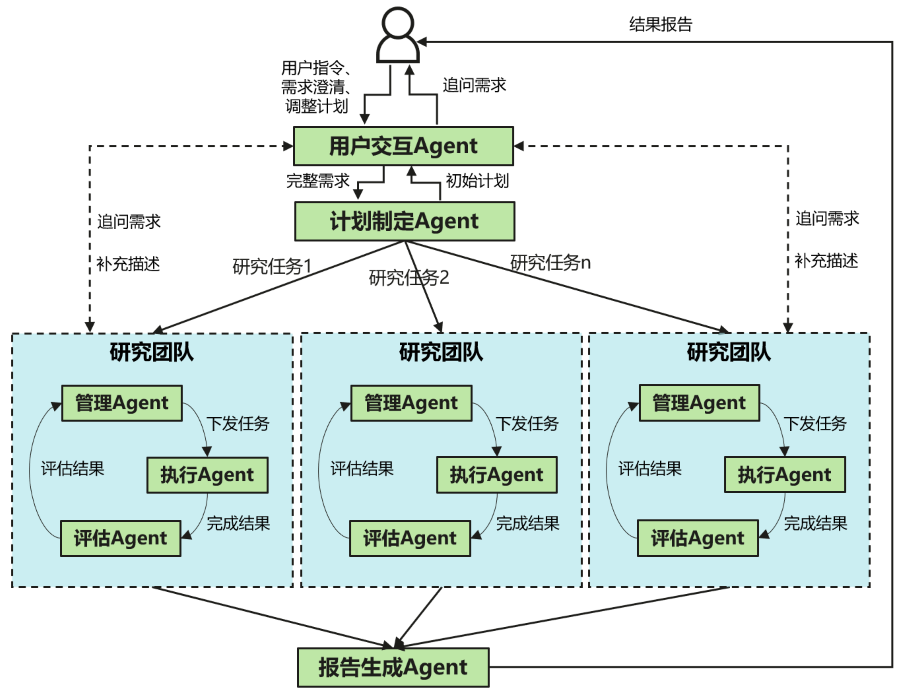 结果报告
用户指令、
需求澄清、
调整计划
追问需求
用户交互Agent
完整需求
初始计划
计划制定Agent
追问需求
补充描述
追问需求
补充描述
研究任务1
研究任务2
研究任务n
研究团队
管理Agent
下发任务
执行Agent
评估结果
完成结果
评估Agent
研究团队
管理Agent
下发任务
执行Agent
评估结果
完成结果
评估Agent
研究团队
管理Agent
下发任务
执行Agent
评估结果
完成结果
评估Agent
报告生成Agent